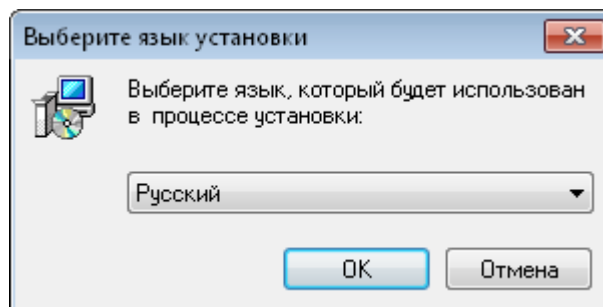 Выберите язык установки
Выберите язык, который будет использован
в процессе установки:
Русский
OK
Отмена